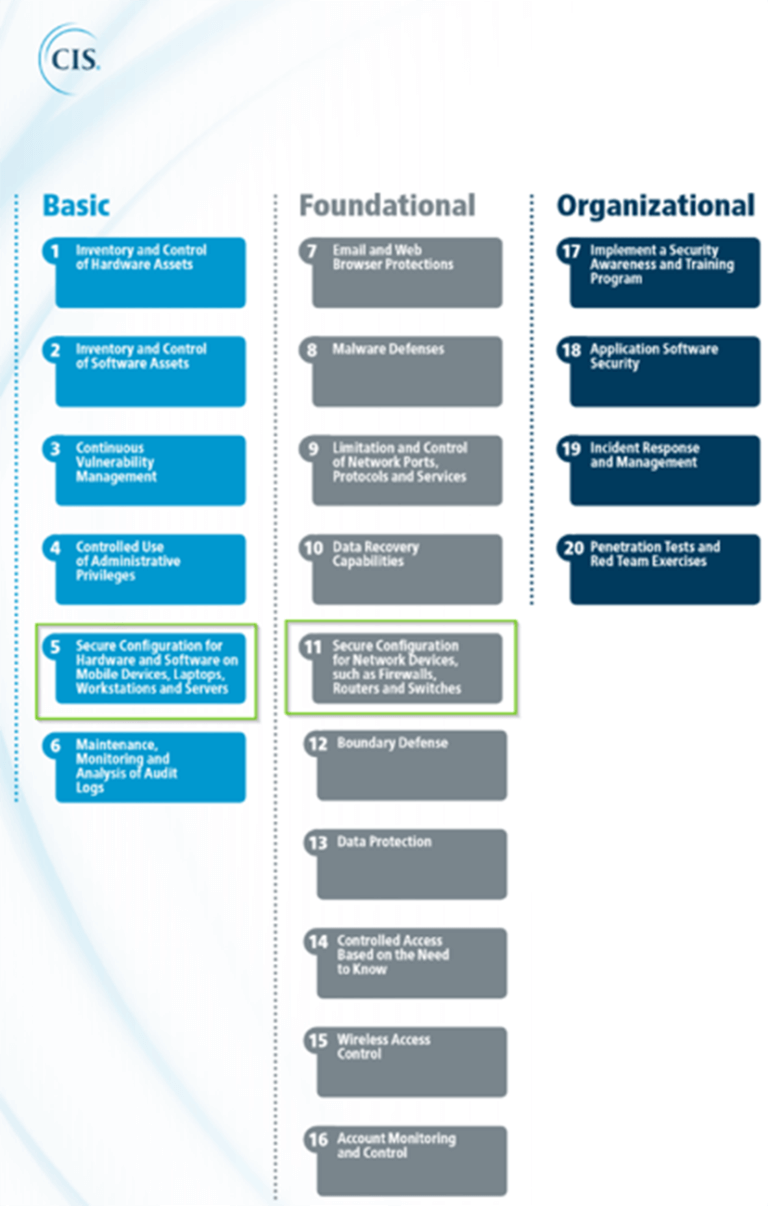 CIS.
Basic
1 Inventory and Control
of Hardware Assets
2 Inventory and Control
of Software Assets
3 Continuous
Vulnerability
Management
4 Controlled Use
of Administrative
Privileges
5 Secure Configuration for
Hardware and Software on
Mobile Devices, Laptops,
Workstations and Servers
6 Maintenance,
Monitoring and
Analysis of Audit
Logs
Foundational
7 Email and Web
Browser Protections
8 Malware Defenses
9 Limitation and Control
of Network Ports,
Protocols and Services
10 Data Recovery
Capabilities
11 Secure Configuration
for Network Devices,
such as Firewalls,
Routers and Switches
12 Boundary Defense
13 Data Protection
14 Controlled Access
Based on the Need
to Know
15 Wireless Access
Control
16 Account Monitoring
and Control
Organizational
17 Implement a Security
Awareness and Training
Program
18 Application Software
Security
19 Incident Response
and Management
20 Penetration Tests and
Red Team Exercises